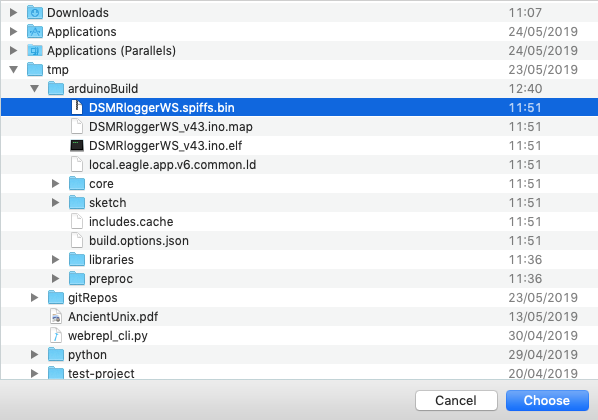 Downloads 11:07
Applications 24/05/2019
Applications (Parallels) 24/05/2019
tmp 23/05/2019
arduinoBuild 12:40
DSMRloggerWS.spiffs.bin 11:51
DSMRloggerWS_v43.ino.map 11:51
DSMRloggerWS_v43.ino.elf 11:51
local.eagle.app.v6.common.ld 11:51
core 11:51
sketch 11:51
includes.cache 11:51
build.options.json 11:51
libraries 11:36
preproc 11:36
gitRepos 23/05/2019
AncientUnix.pdf 13/05/2019
webrepl_cli.py 30/04/2019
python 29/04/2019
test-project 20/04/2019
Cancel Choose